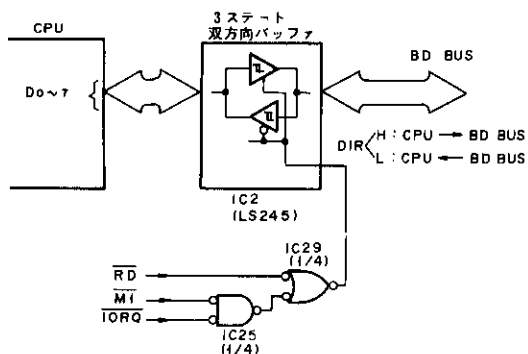 3ステート
双方向バッファ
CPU
D0~7
BD BUS
DIR
H : CPU → BD BUS
L : CPU ← BD BUS
IC2
(LS245)
IC29
(1/4)
RD
M1
IORQ
IC25
(1/4)